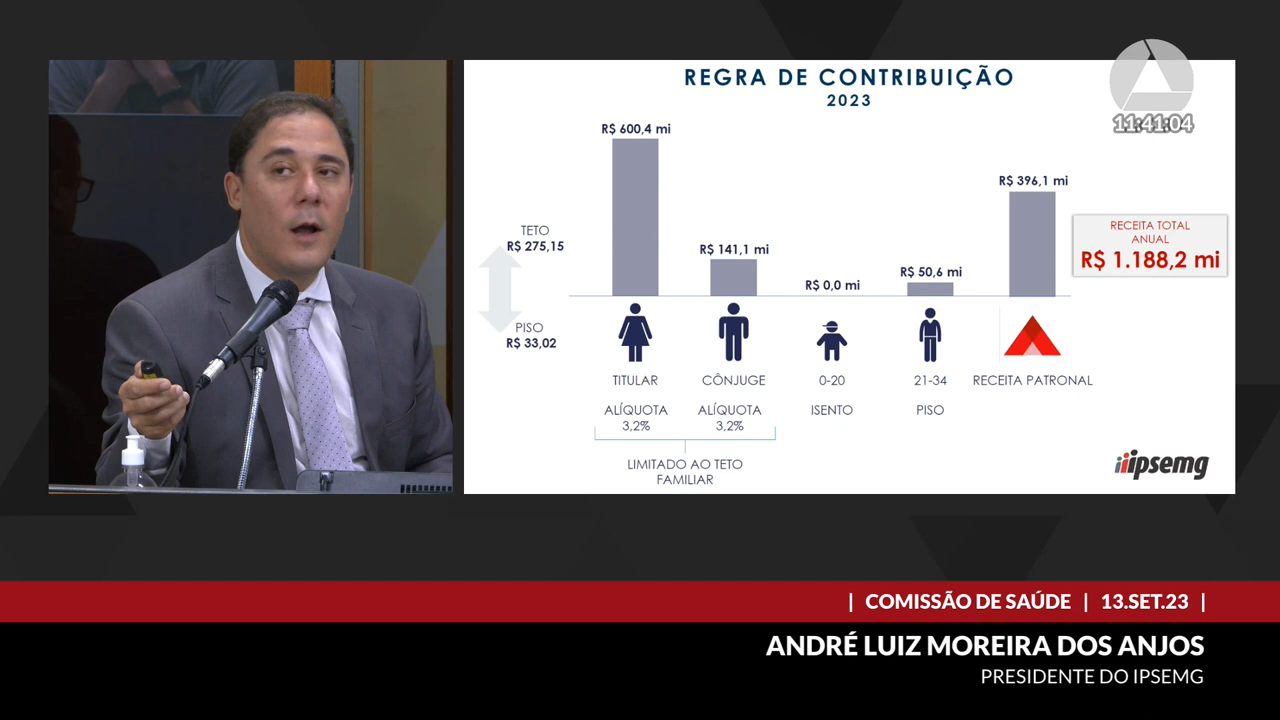 REGRA DE CONTRIBUIÇÃO
2023
11:41:04
R$ 600,4 mi
R$ 396,1 mi
TETO
R$ 275,15
R$ 141,1 mi
R$ 0,0 mi
R$ 50,6 mi
RECEITA TOTAL
ANUAL
R$ 1.188,2 mi
PISO
R$ 33,02
TITULAR
CÔNJUGE
0-20
21-34
RECEITA PATRONAL
ALÍQUOTA
3,2%
ALÍQUOTA
3,2%
ISENTO
PISO
LIMITADO AO TETO
FAMILIAR
ipsemg
| COMISSÃO DE SAÚDE | 13.SET.23 |
ANDRÉ LUIZ MOREIRA DOS ANJOS
PRESIDENTE DO IPSEMG